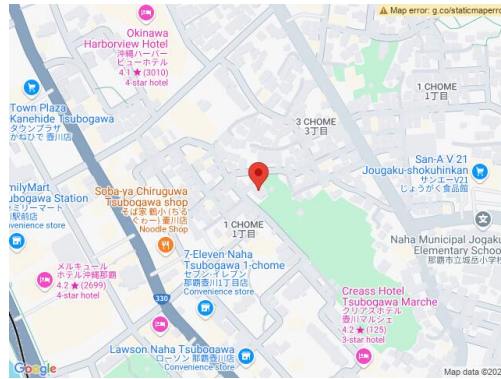 Map error: g.co/staticmaperro
Okinawa
Harborview Hotel
沖縄ハーバー
ビューホテル
4.1 ★ (3010)
4-star hotel
1 CHOME
1丁目
Town Plaza
Kanehide Tsubogawa
タウンプラザ
かねひで 壺川店
3 CHOME
3丁目
San-A V 21
Jougaku-shokuhinkan
サンエーV21
じょうがく食品館
milyMart
ubogawa Station
ァミリーマート
川駅前店
venience store
Soba-ya Chiruguwa
Tsubogawa shop
そば家 鶴小 (ちる
ぐゎー) 壷川店
Noodle Shop
1 CHOME
1丁目
Naha Municipal Jogaku
Elementary Schoo
那覇市立城岳小学校
7-Eleven Naha
Tsubogawa 1-chome
セブン-イレブン
那覇壺川1丁目店
Convenience store
メルキュール
ホテル沖縄那覇
4.2 ★ (2699)
4-star hotel
330
Creass Hotel
Tsubogawa Marche
クリアスホテル
壺川マルシェ
4.2 ★ (125)
3-star hotel
Lawson Naha Tsubogawa
ローソン 那覇壺川店
Convenience store
Google
Map data ©202